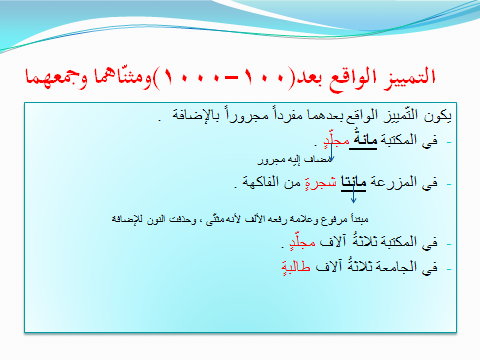 التمييز الواقع بعد(١٠٠-١٠٠٠)ومثنّاهما وجمعهما
يكون التّمييز الواقع بعدهما مفرداً مجروراً بالإضافة .
- في المكتبة مائةُ مجلّدٍ .
مضاف إليه مجرور
- في المزرعة مائتا شجرةٍ من الفاكهة .
مبتدأ مرفوع وعلامة رفعه الألف لأنه مثنّى ، وحذفت النون للإضافة
- في المكتبة ثلاثةُ آلاف مجلّدٍ .
- في الجامعة ثلاثةُ آلاف طالبةٍ